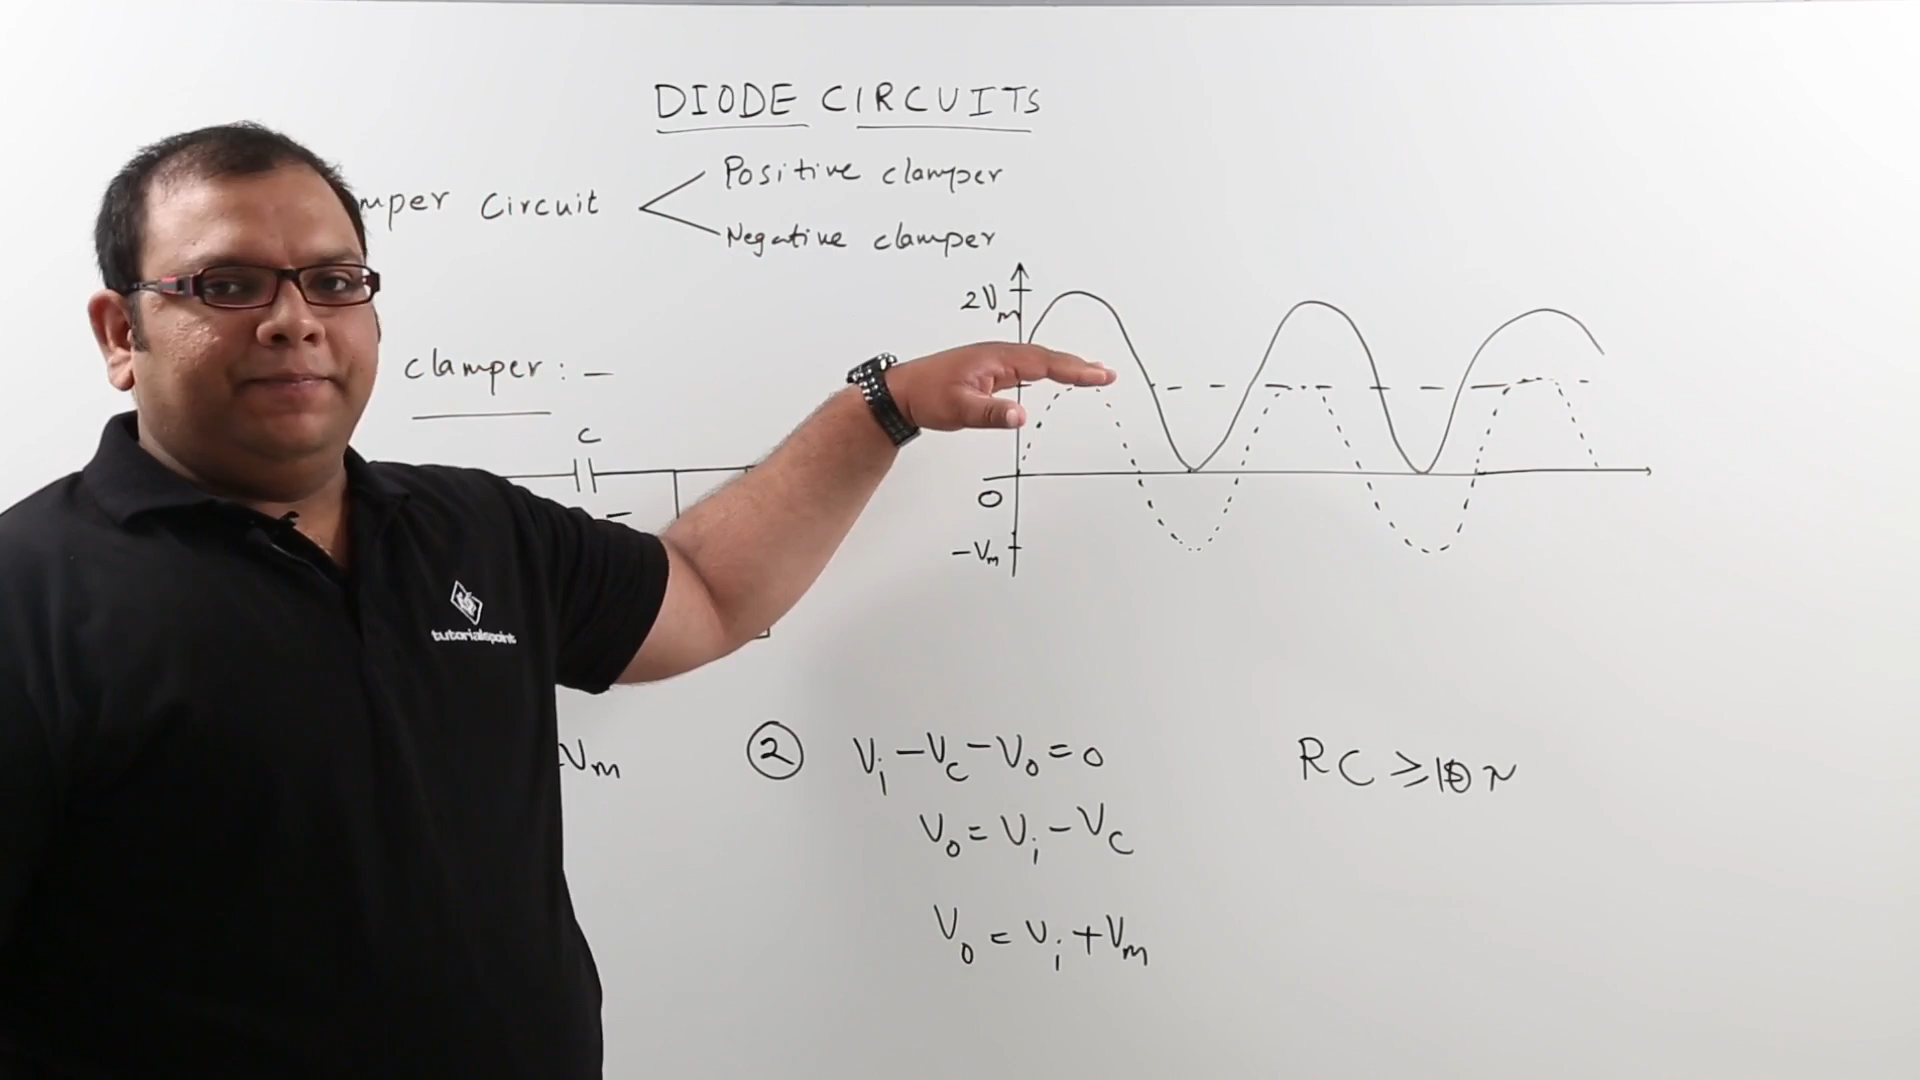 DIODE CIRCUITS
mper Circuit
Positive clamper
Negative clamper
2Vm
clamper : –
C
–
0
–Vm
tutorialspoint
Vm
2
Vi – Vc – Vo = 0
Vo = Vi – Vc
Vo = Vi + Vm
RC ≥